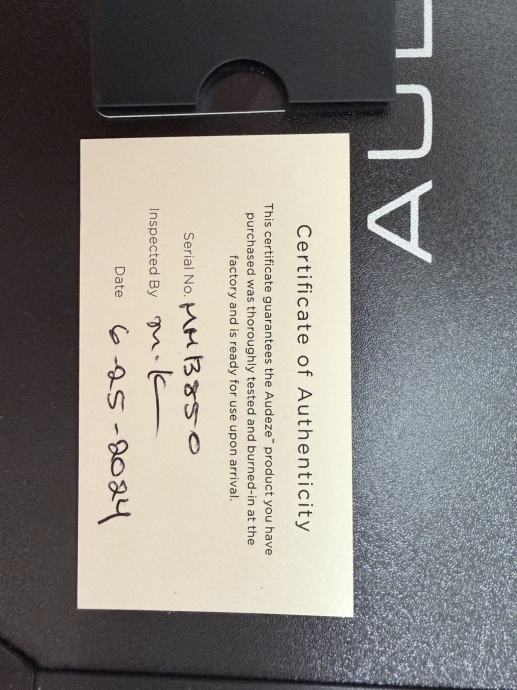 AU
Certificate of Authenticity
This certificate guarantees the Audeze™ product you have
purchased was thoroughly tested and burned-in at the
factory and is ready for use upon arrival.
Serial No. MM13850
Inspected By m.k
Date 6-25-2024